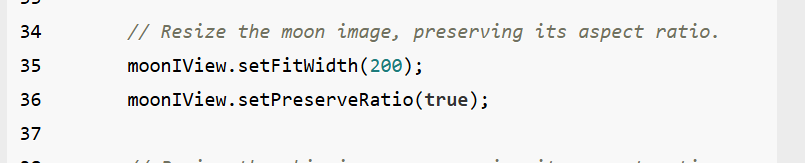 34 // Resize the moon image, preserving its aspect ratio.
35 moonIView.setFitWidth(200);
36 moonIView.setPreserveRatio(true);
37